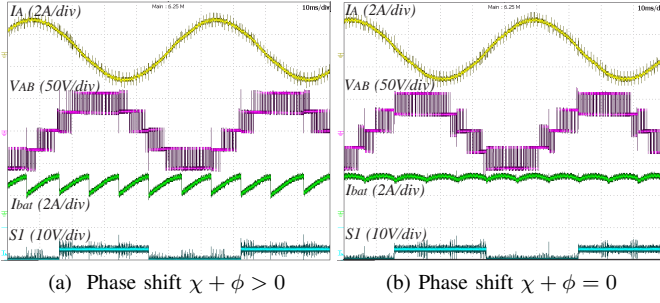 Main : 6.25 M
10ms/div
IA (2A/div)
VAB (50V/div)
Ibat (2A/div)
S1 (10V/div)
(a) Phase shift χ + ϕ > 0
Main : 6.25 M
10ms/div
IA (2A/div)
VAB (50V/div)
Ibat (2A/div)
S1 (10V/div)
(b) Phase shift χ + ϕ = 0